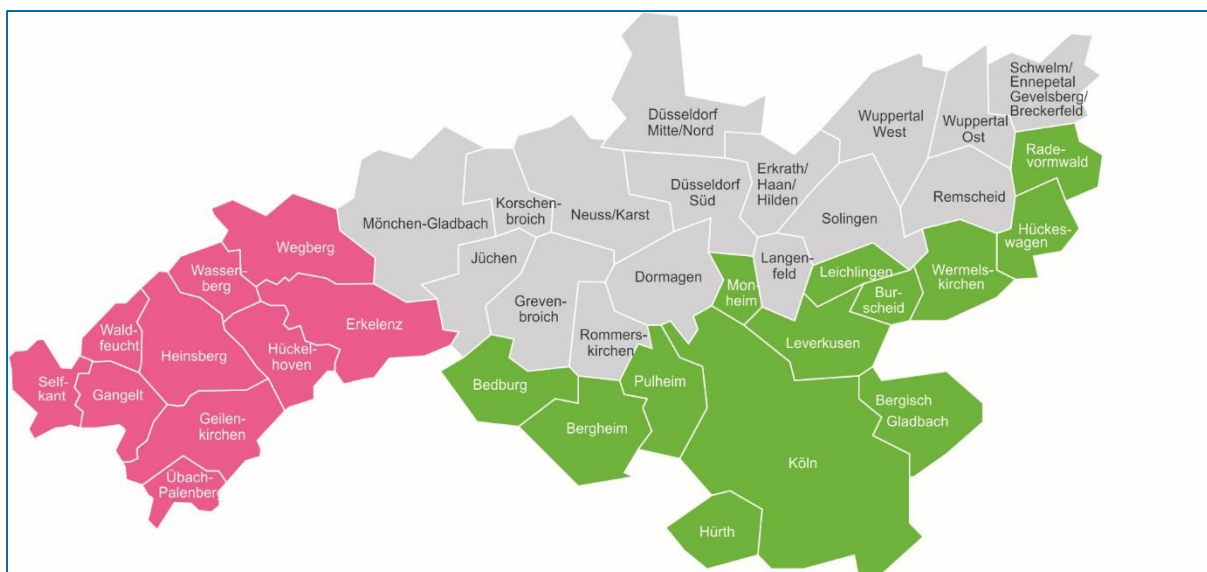 Schwelm/
Ennepetal
Gevelsberg/
Breckerfeld
Düsseldorf
Mitte/Nord
Wuppertal
West
Wuppertal
Ost
Rade-
vormwald
Erkrath/
Haan/
Hilden
Düsseldorf
Süd
Remscheid
Korschen-
broich
Neuss/Karst
Mönchen-Gladbach
Solingen
Hückes-
wagen
Wegberg
Jüchen
Langen-
feld
Leichlingen
Wermels-
kirchen
Wassen-
berg
Dormagen
Mon-
heim
Bur-
scheid
Greven-
broich
Erkelenz
Wald-
feucht
Rommers-
kirchen
Leverkusen
Heinsberg
Hückel-
hoven
Self-
kant
Gangelt
Bedburg
Pulheim
Bergisch
Gladbach
Geilen-
kirchen
Bergheim
Köln
Übach-
Palenberg
Hürth